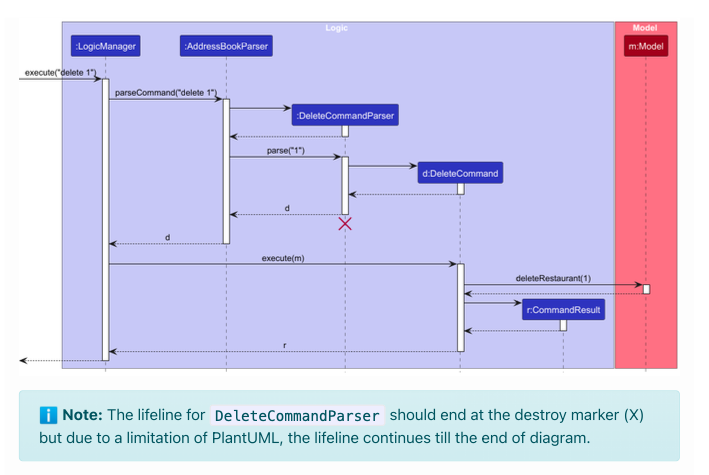 Logic
Model
:LogicManager
:AddressBookParser
m:Model
execute("delete 1")
parseCommand("delete 1")
:DeleteCommandParser
parse("1")
d:DeleteCommand
d
d
execute(m)
deleteRestaurant(1)
r:CommandResult
r
Note: The lifeline for DeleteCommandParser should end at the destroy marker (X)
but due to a limitation of PlantUML, the lifeline continues till the end of diagram.